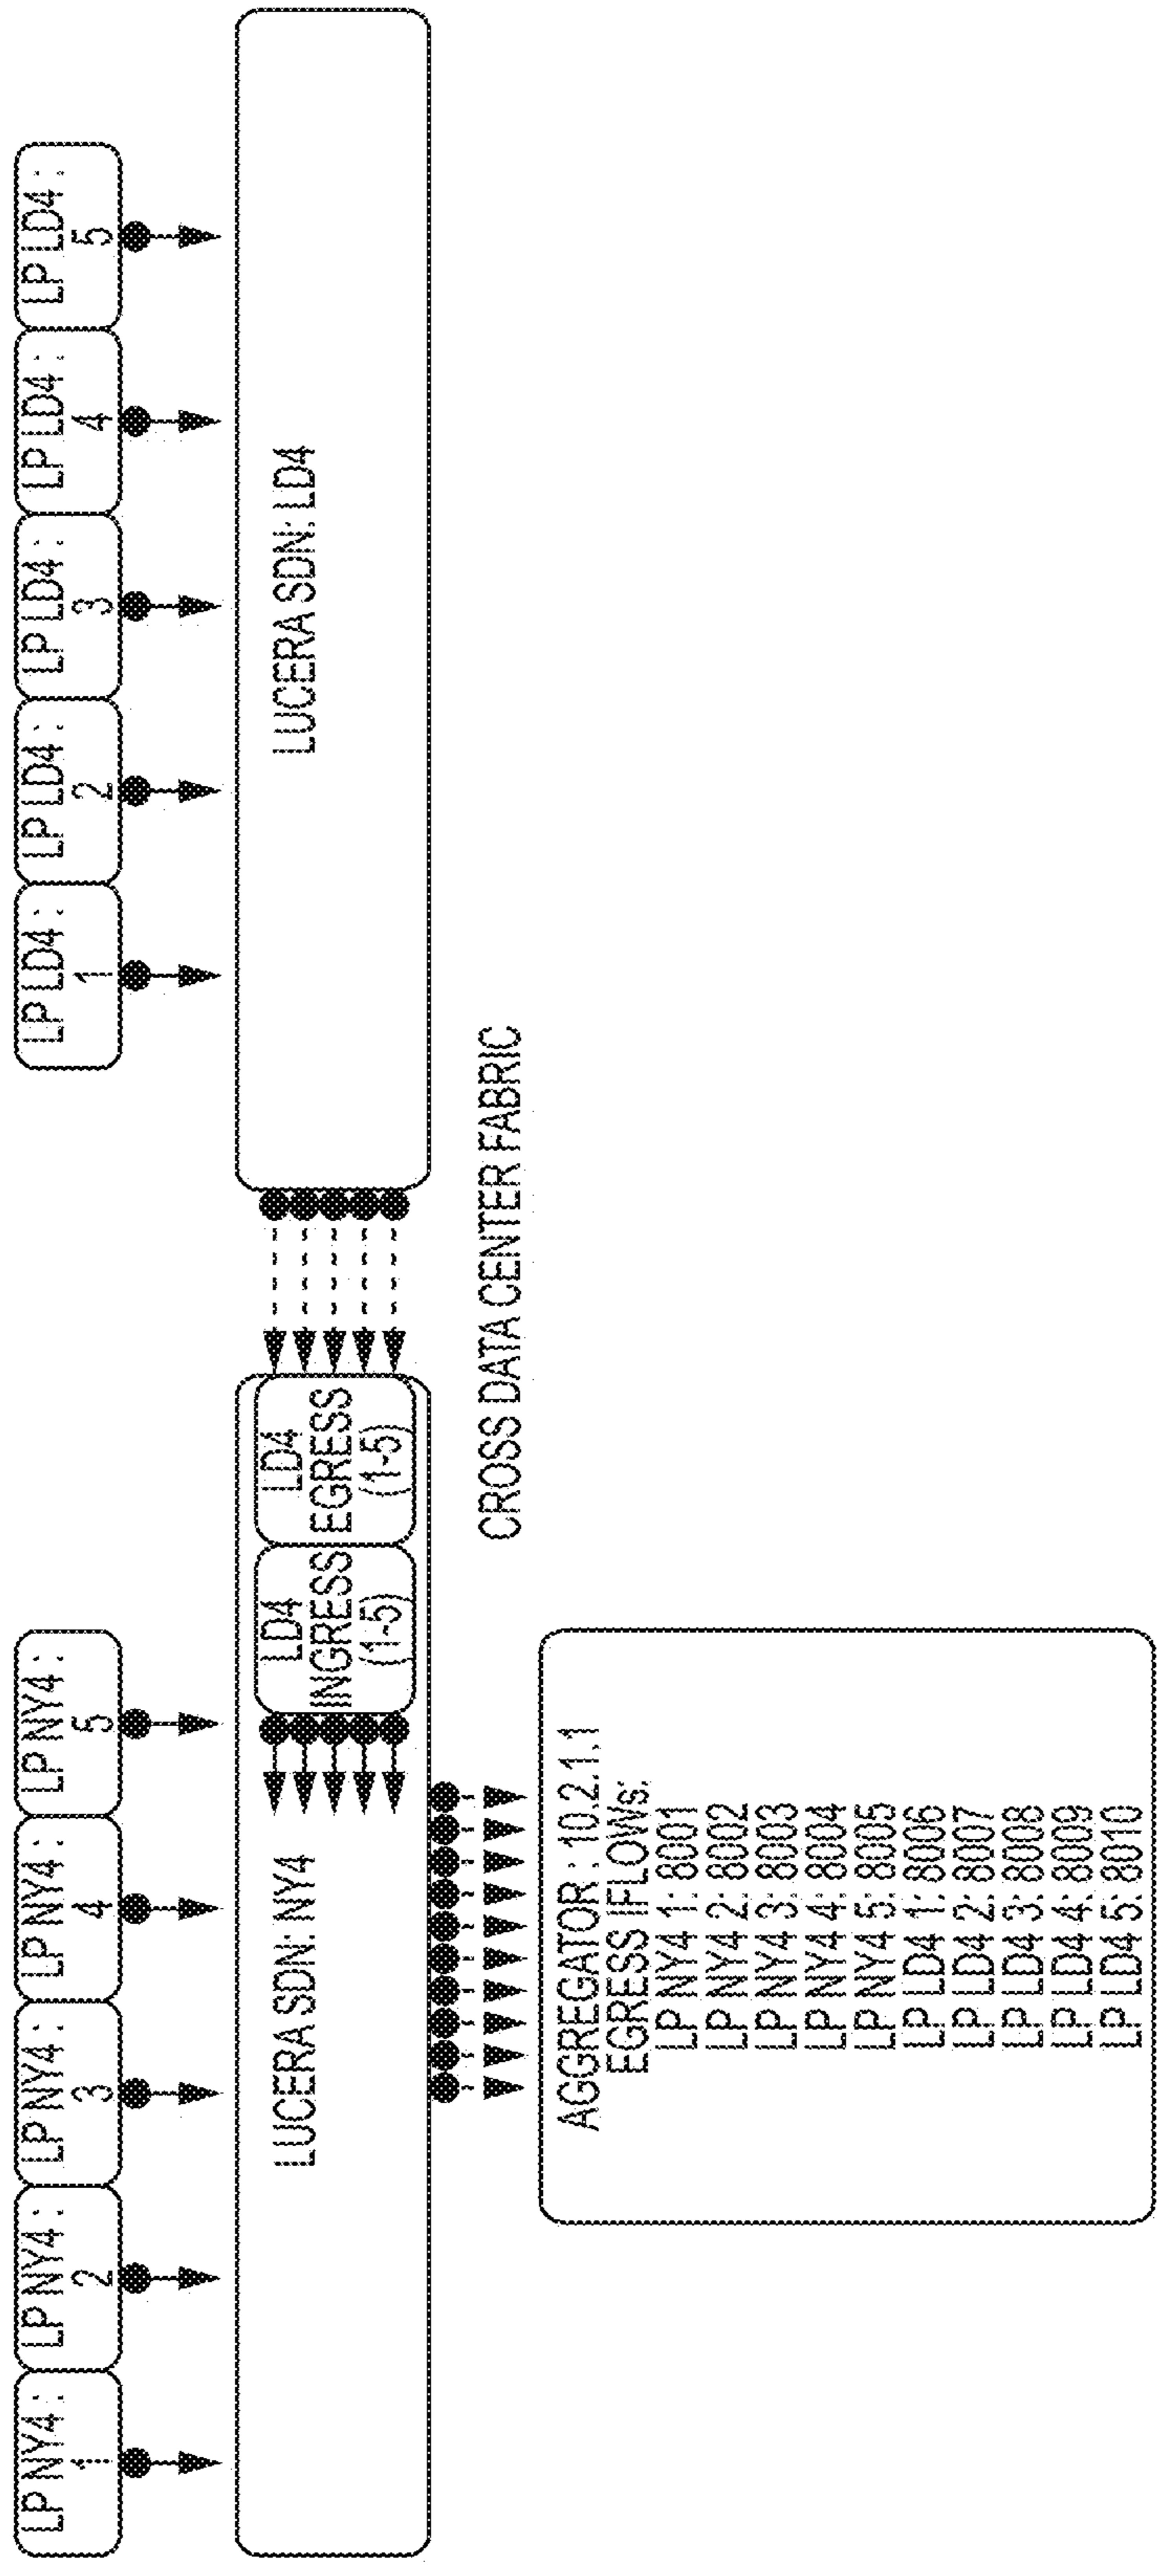 LP NY4 :
1
LP NY4 :
2
LP NY4 :
3
LP NY4 :
4
LP NY4 :
5
LP LD4 :
1
LP LD4 :
2
LP LD4 :
3
LP LD4 :
4
LP LD4 :
5
LUCERA SDN: NY4
LD4
INGRESS
(1-5)
LD4
EGRESS
(1-5)
LUCERA SDN: LD4
CROSS DATA CENTER FABRIC
AGGREGATOR : 10.2.1.1
EGRESS IFLOWs:
LP NY4 1: 8001
LP NY4 2: 8002
LP NY4 3: 8003
LP NY4 4: 8004
LP NY4 5: 8005
LP LD4 1: 8006
LP LD4 2: 8007
LP LD4 3: 8008
LP LD4 4: 8009
LP LD4 5: 8010